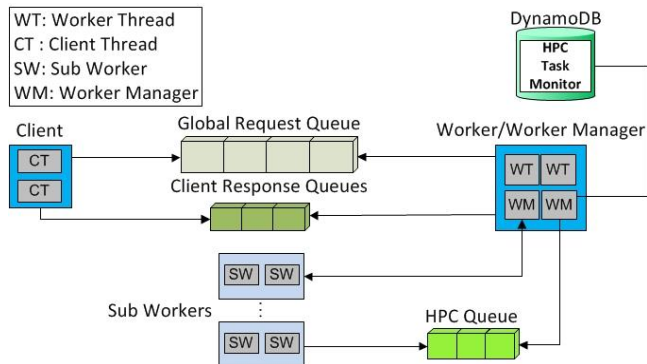 WT: Worker Thread
CT : Client Thread
SW: Sub Worker
WM: Worker Manager
DynamoDB
HPC
Task
Monitor
Client
CT
CT
Global Request Queue
Client Response Queues
Worker/Worker Manager
WT WT
WM WM
SW SW
Sub Workers
SW SW
HPC Queue